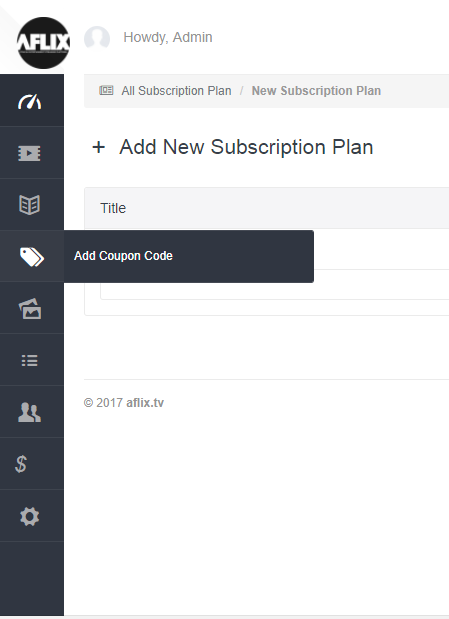 AFLIX
Howdy, Admin
All Subscription Plan / New Subscription Plan
+ Add New Subscription Plan
Title
Add Coupon Code
$
© 2017 aflix.tv